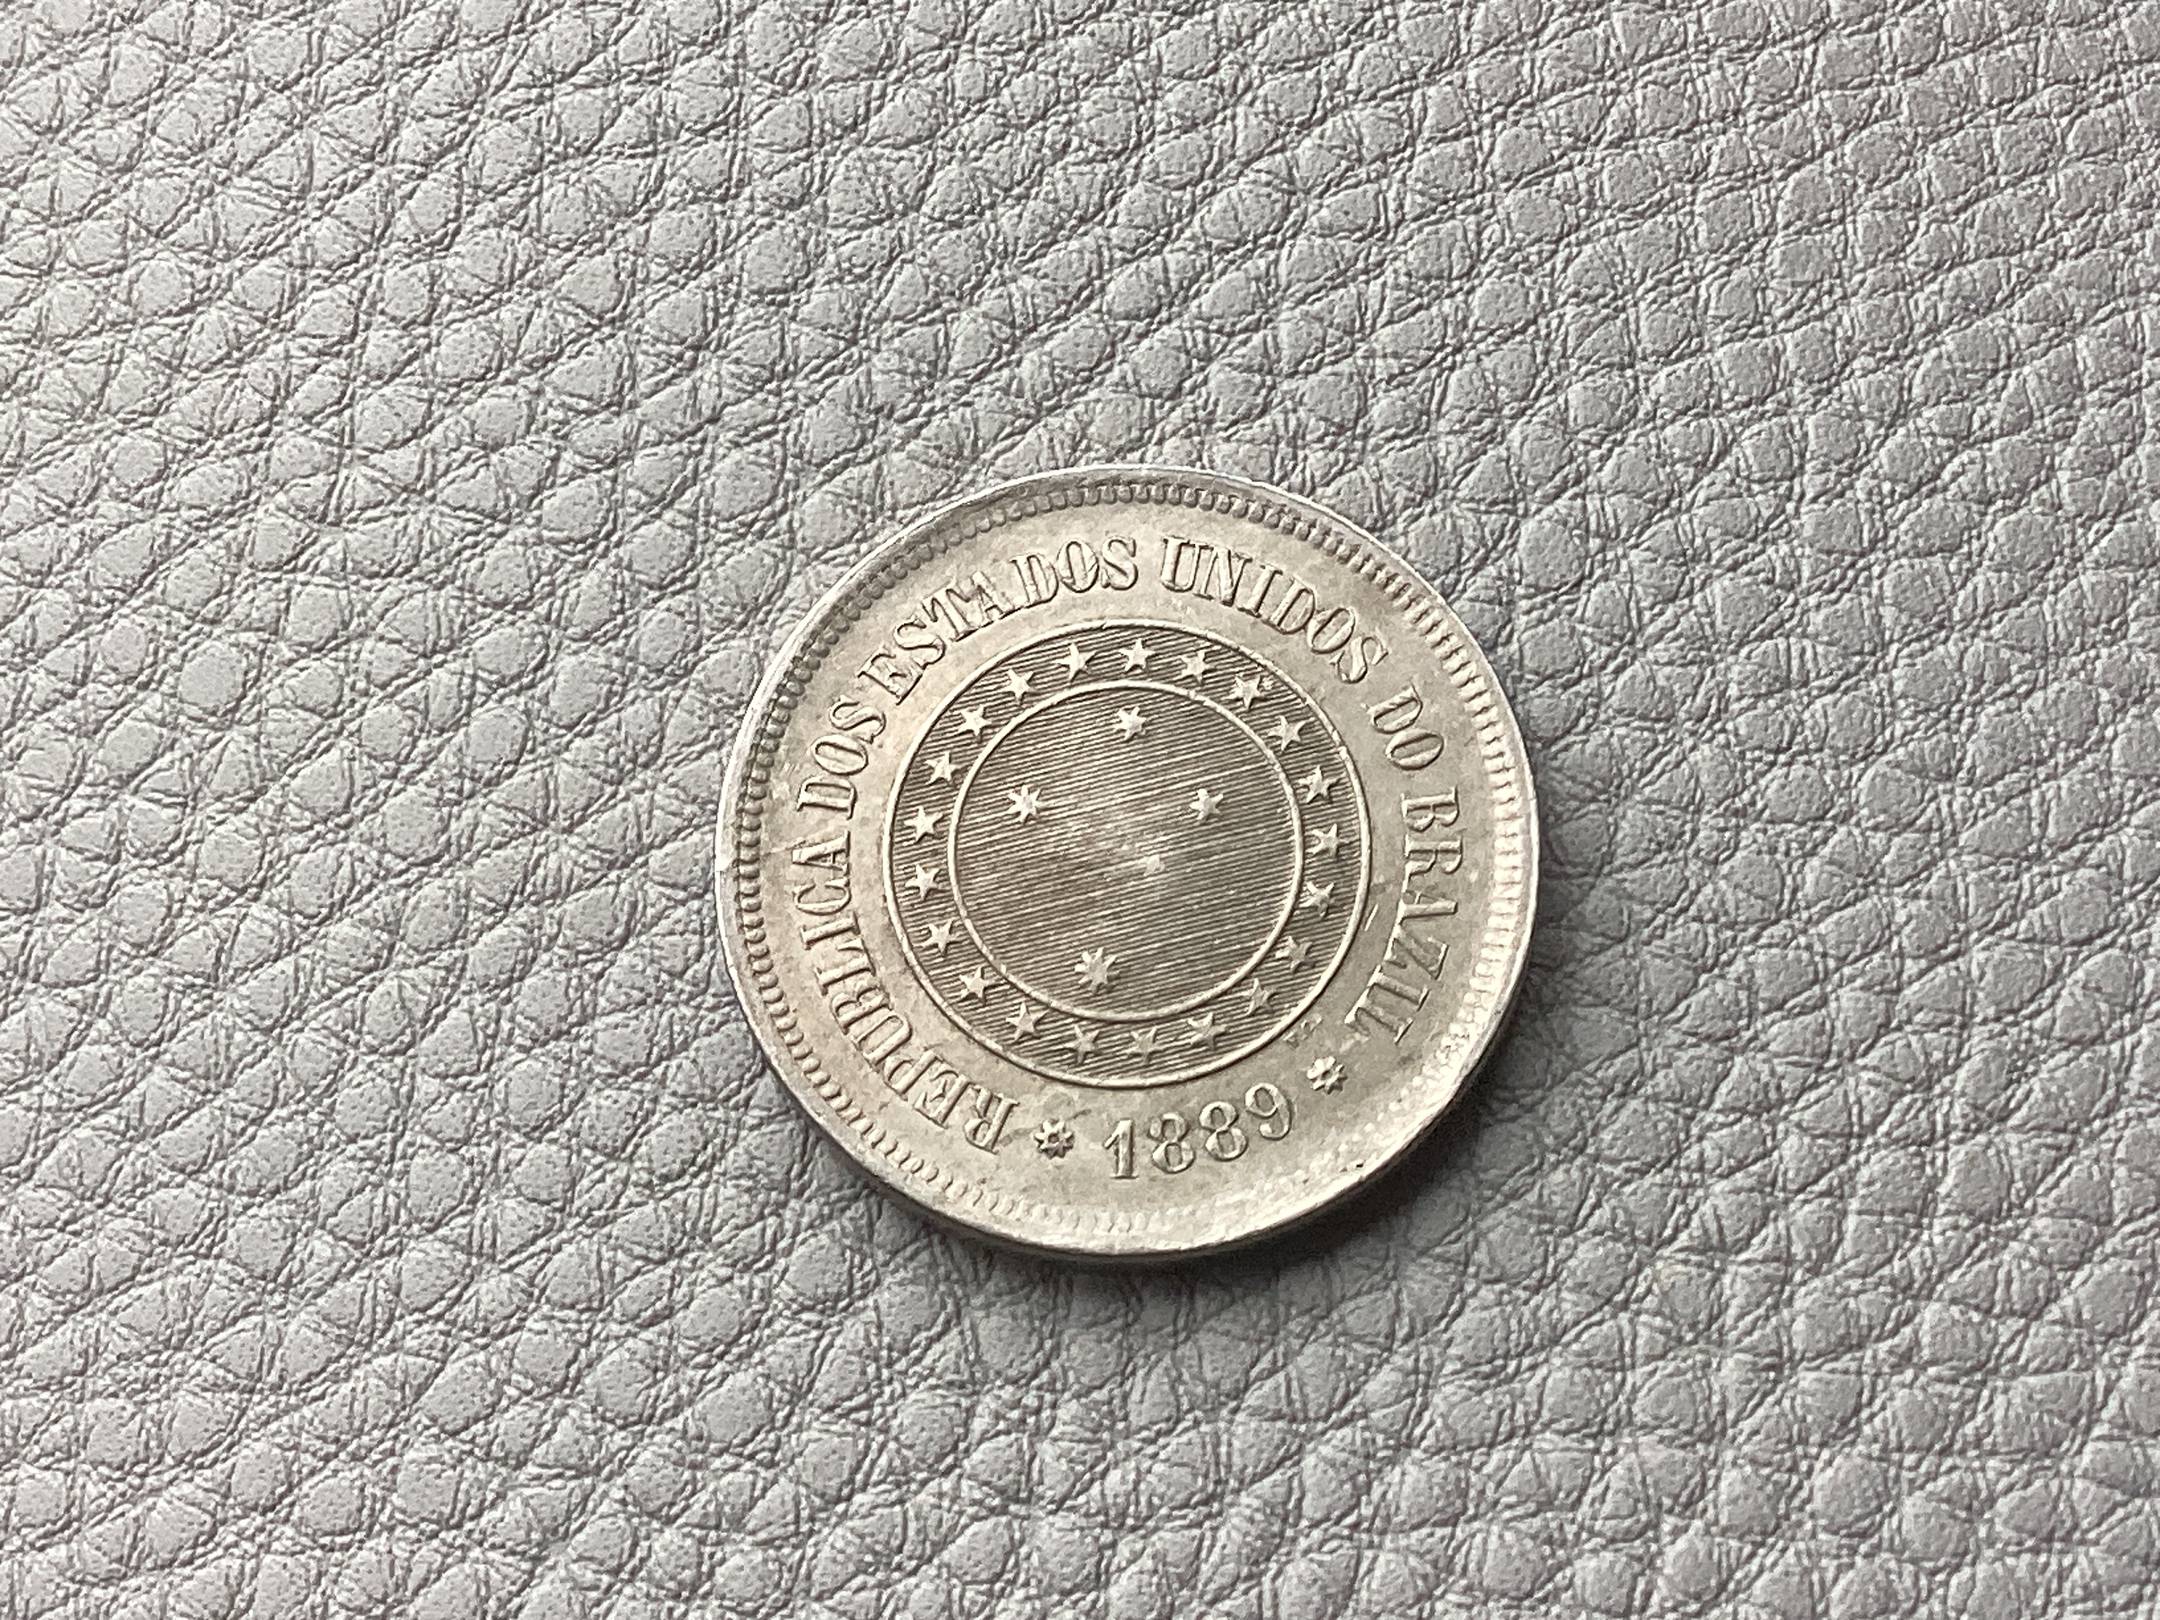 REPUBLICA DOS ESTADOS UNIDOS DO BRAZIL
1889